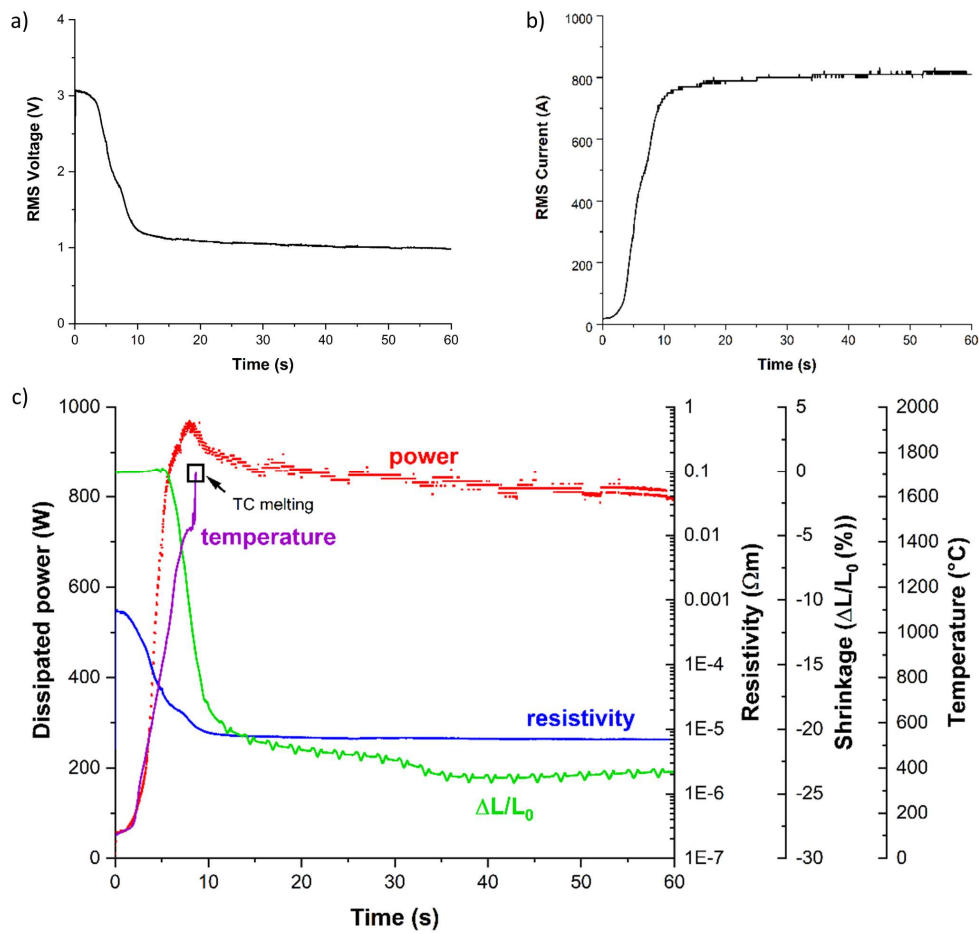 a)
RMS Voltage (V)
4
3
2
1
0
0 10 20 30 40 50 60
Time (s)
b)
RMS Current (A)
1000
800
600
400
200
0
0 10 20 30 40 50 60
Time (s)
c)
Dissipated power (W)
1000
800
600
400
200
0
0 10 20 30 40 50 60
Time (s)
power
TC melting
temperature
resistivity
ΔL/L₀
1
0.1
0.01
0.001
1E-4
1E-5
1E-6
1E-7
Resistivity (Ωm)
5
0
-5
-10
-15
-20
-25
-30
Shrinkage (ΔL/L₀ (%))
2000
1800
1600
1400
1200
1000
800
600
400
200
0
Temperature (°C)